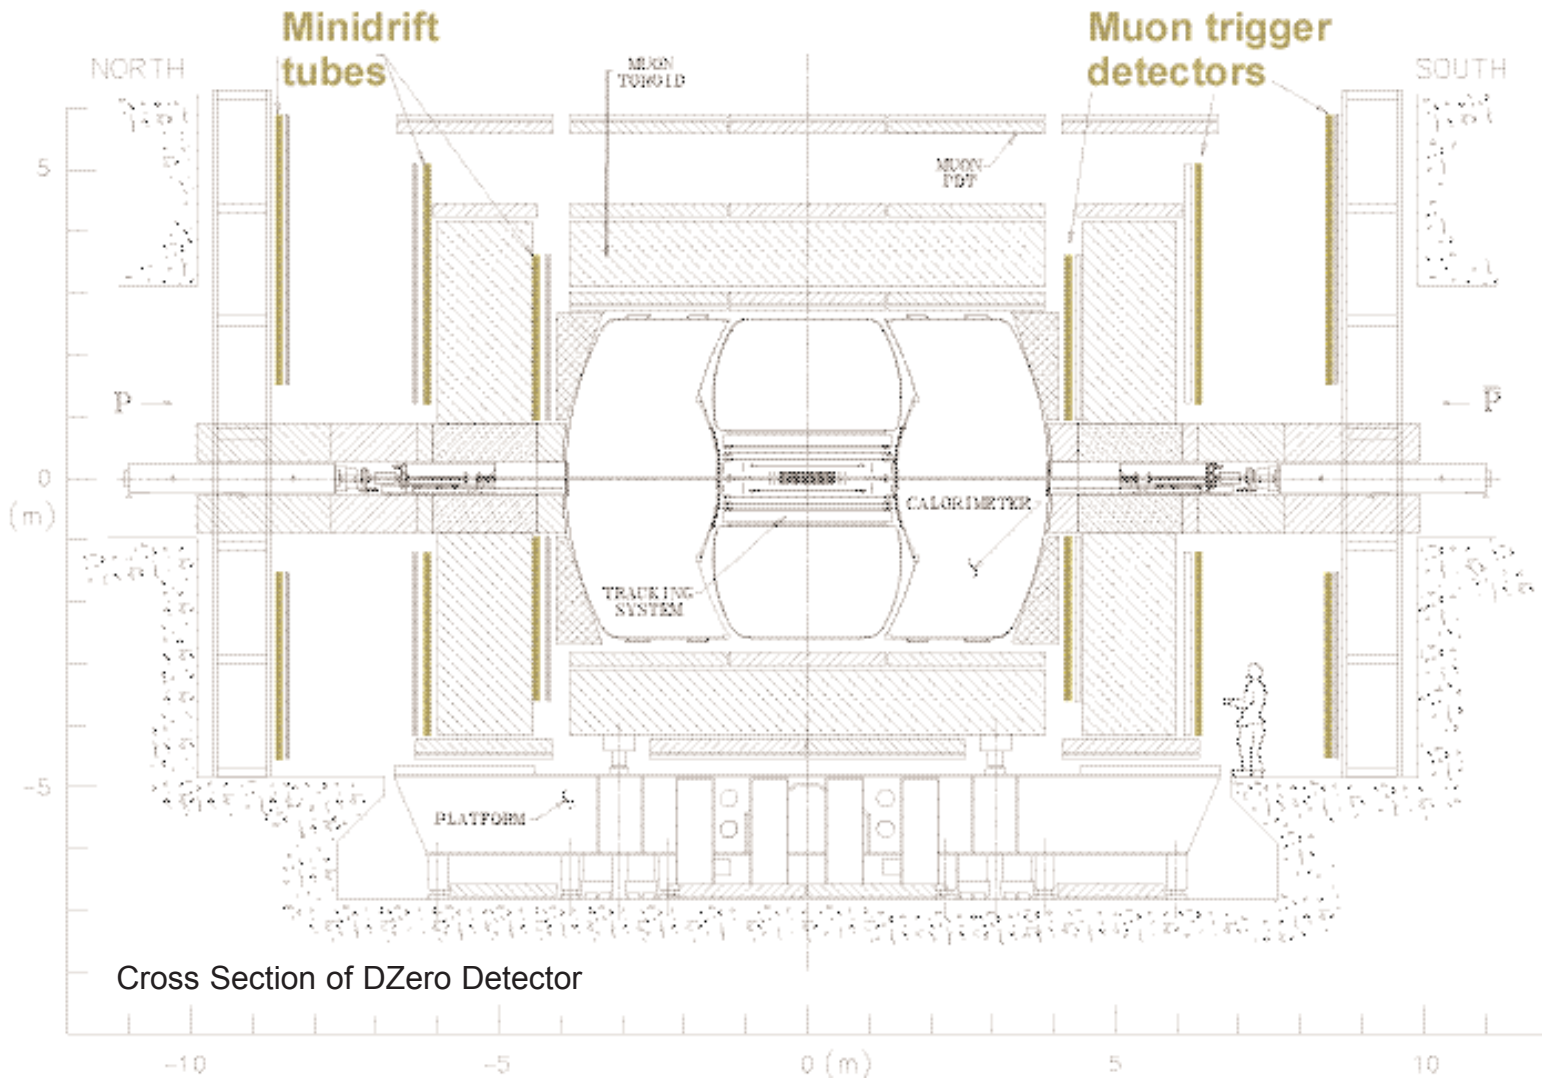 Minidrift
tubes
Muon trigger
detectors
NORTH
SOUTH
MUON
TOROID
MUON
PDT
5
P
P̅
0
(m)
CALORIMETER
TRACKING
SYSTEM
-5
PLATFORM
Cross Section of DZero Detector
-10
-5
0 (m)
5
10